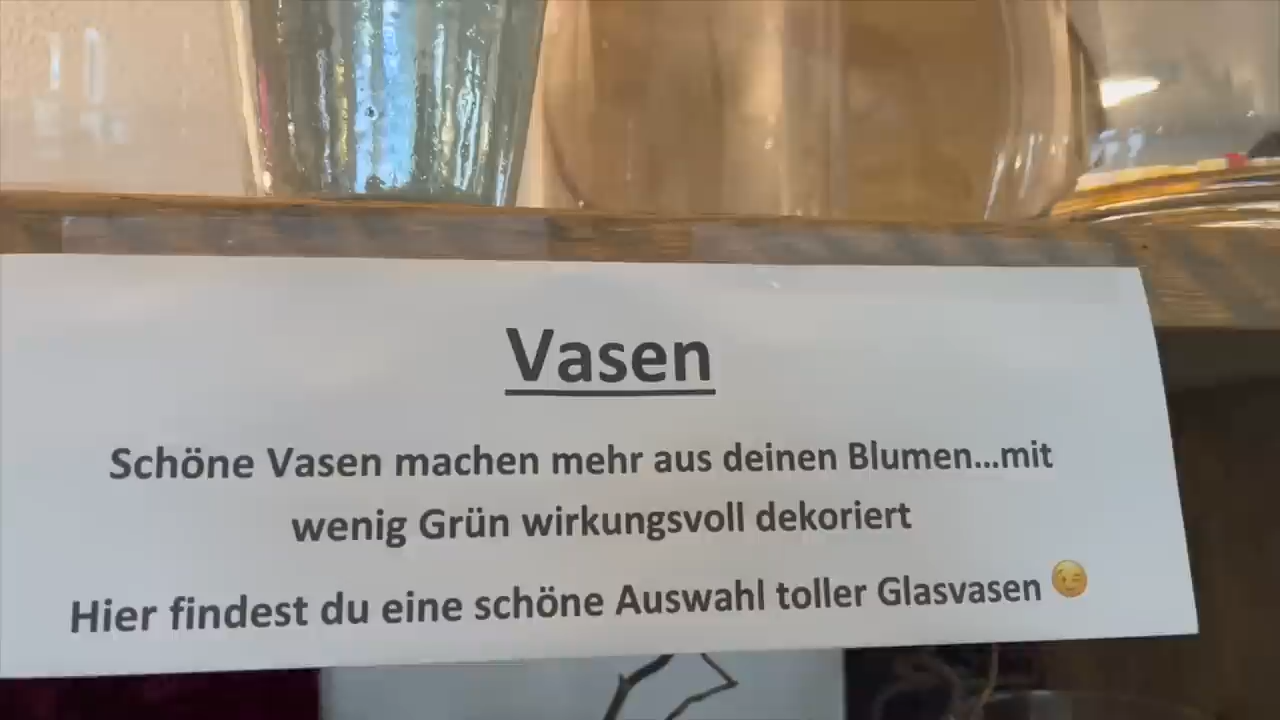 Vasen
Schöne Vasen machen mehr aus deinen Blumen...mit
wenig Grün wirkungsvoll dekoriert
Hier findest du eine schöne Auswahl toller Glasvasen 😉